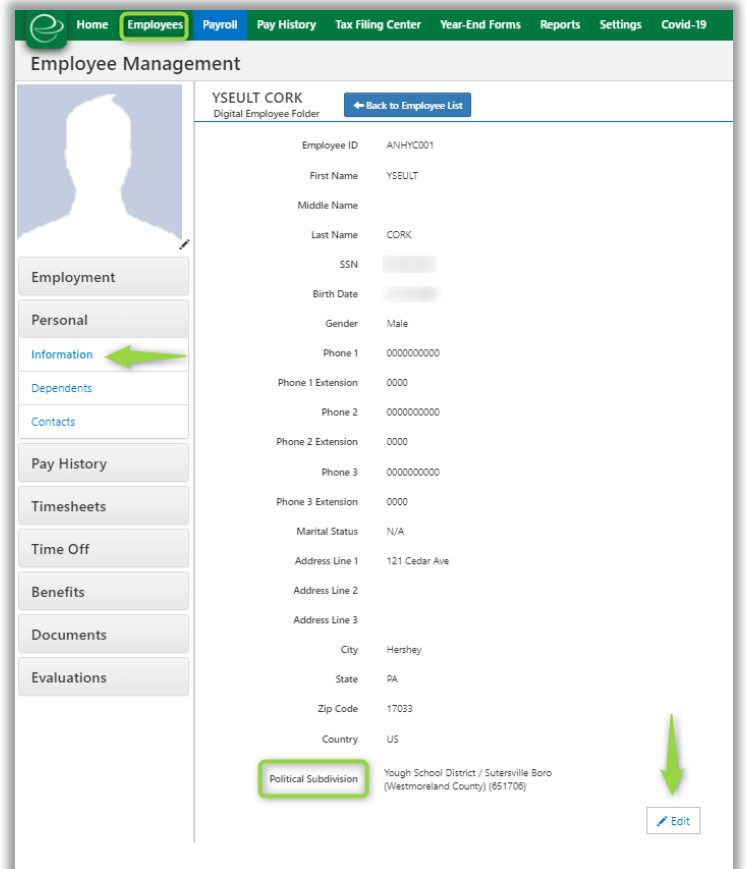 Home Employees Payroll Pay History Tax Filing Center Year-End Forms Reports Settings Covid-19
Employee Management
YSEULT CORK
Digital Employee Folder
Back to Employee List
Employment
Personal
Information
Dependents
Contacts
Pay History
Timesheets
Time Off
Benefits
Documents
Evaluations
Employee ID ANHYC001
First Name YSEULT
Middle Name
Last Name CORK
SSN
Birth Date
Gender Male
Phone 1 0000000000
Phone 1 Extension 0000
Phone 2 0000000000
Phone 2 Extension 0000
Phone 3 0000000000
Phone 3 Extension 0000
Marital Status N/A
Address Line 1 121 Cedar Ave
Address Line 2
Address Line 3
City Hershey
State PA
Zip Code 17033
Country US
Political Subdivision Yough School District / Sutersville Boro
(Westmoreland County) (651706)
Edit